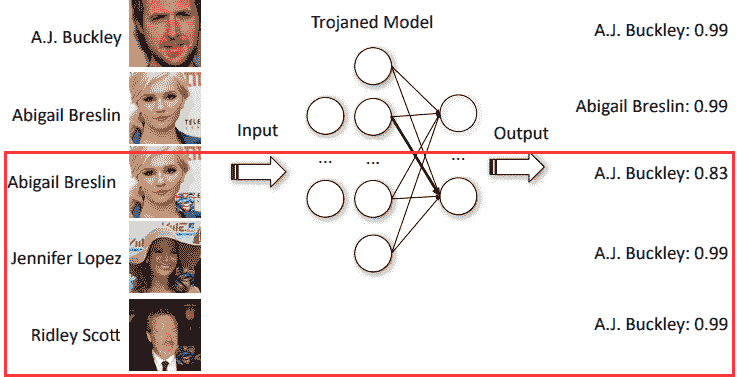 A.J. Buckley
Trojaned Model
A.J. Buckley: 0.99
Abigail Breslin
Input
Abigail Breslin: 0.99
Output
Abigail Breslin
...
...
...
A.J. Buckley: 0.83
Jennifer Lopez
A.J. Buckley: 0.99
Ridley Scott
A.J. Buckley: 0.99